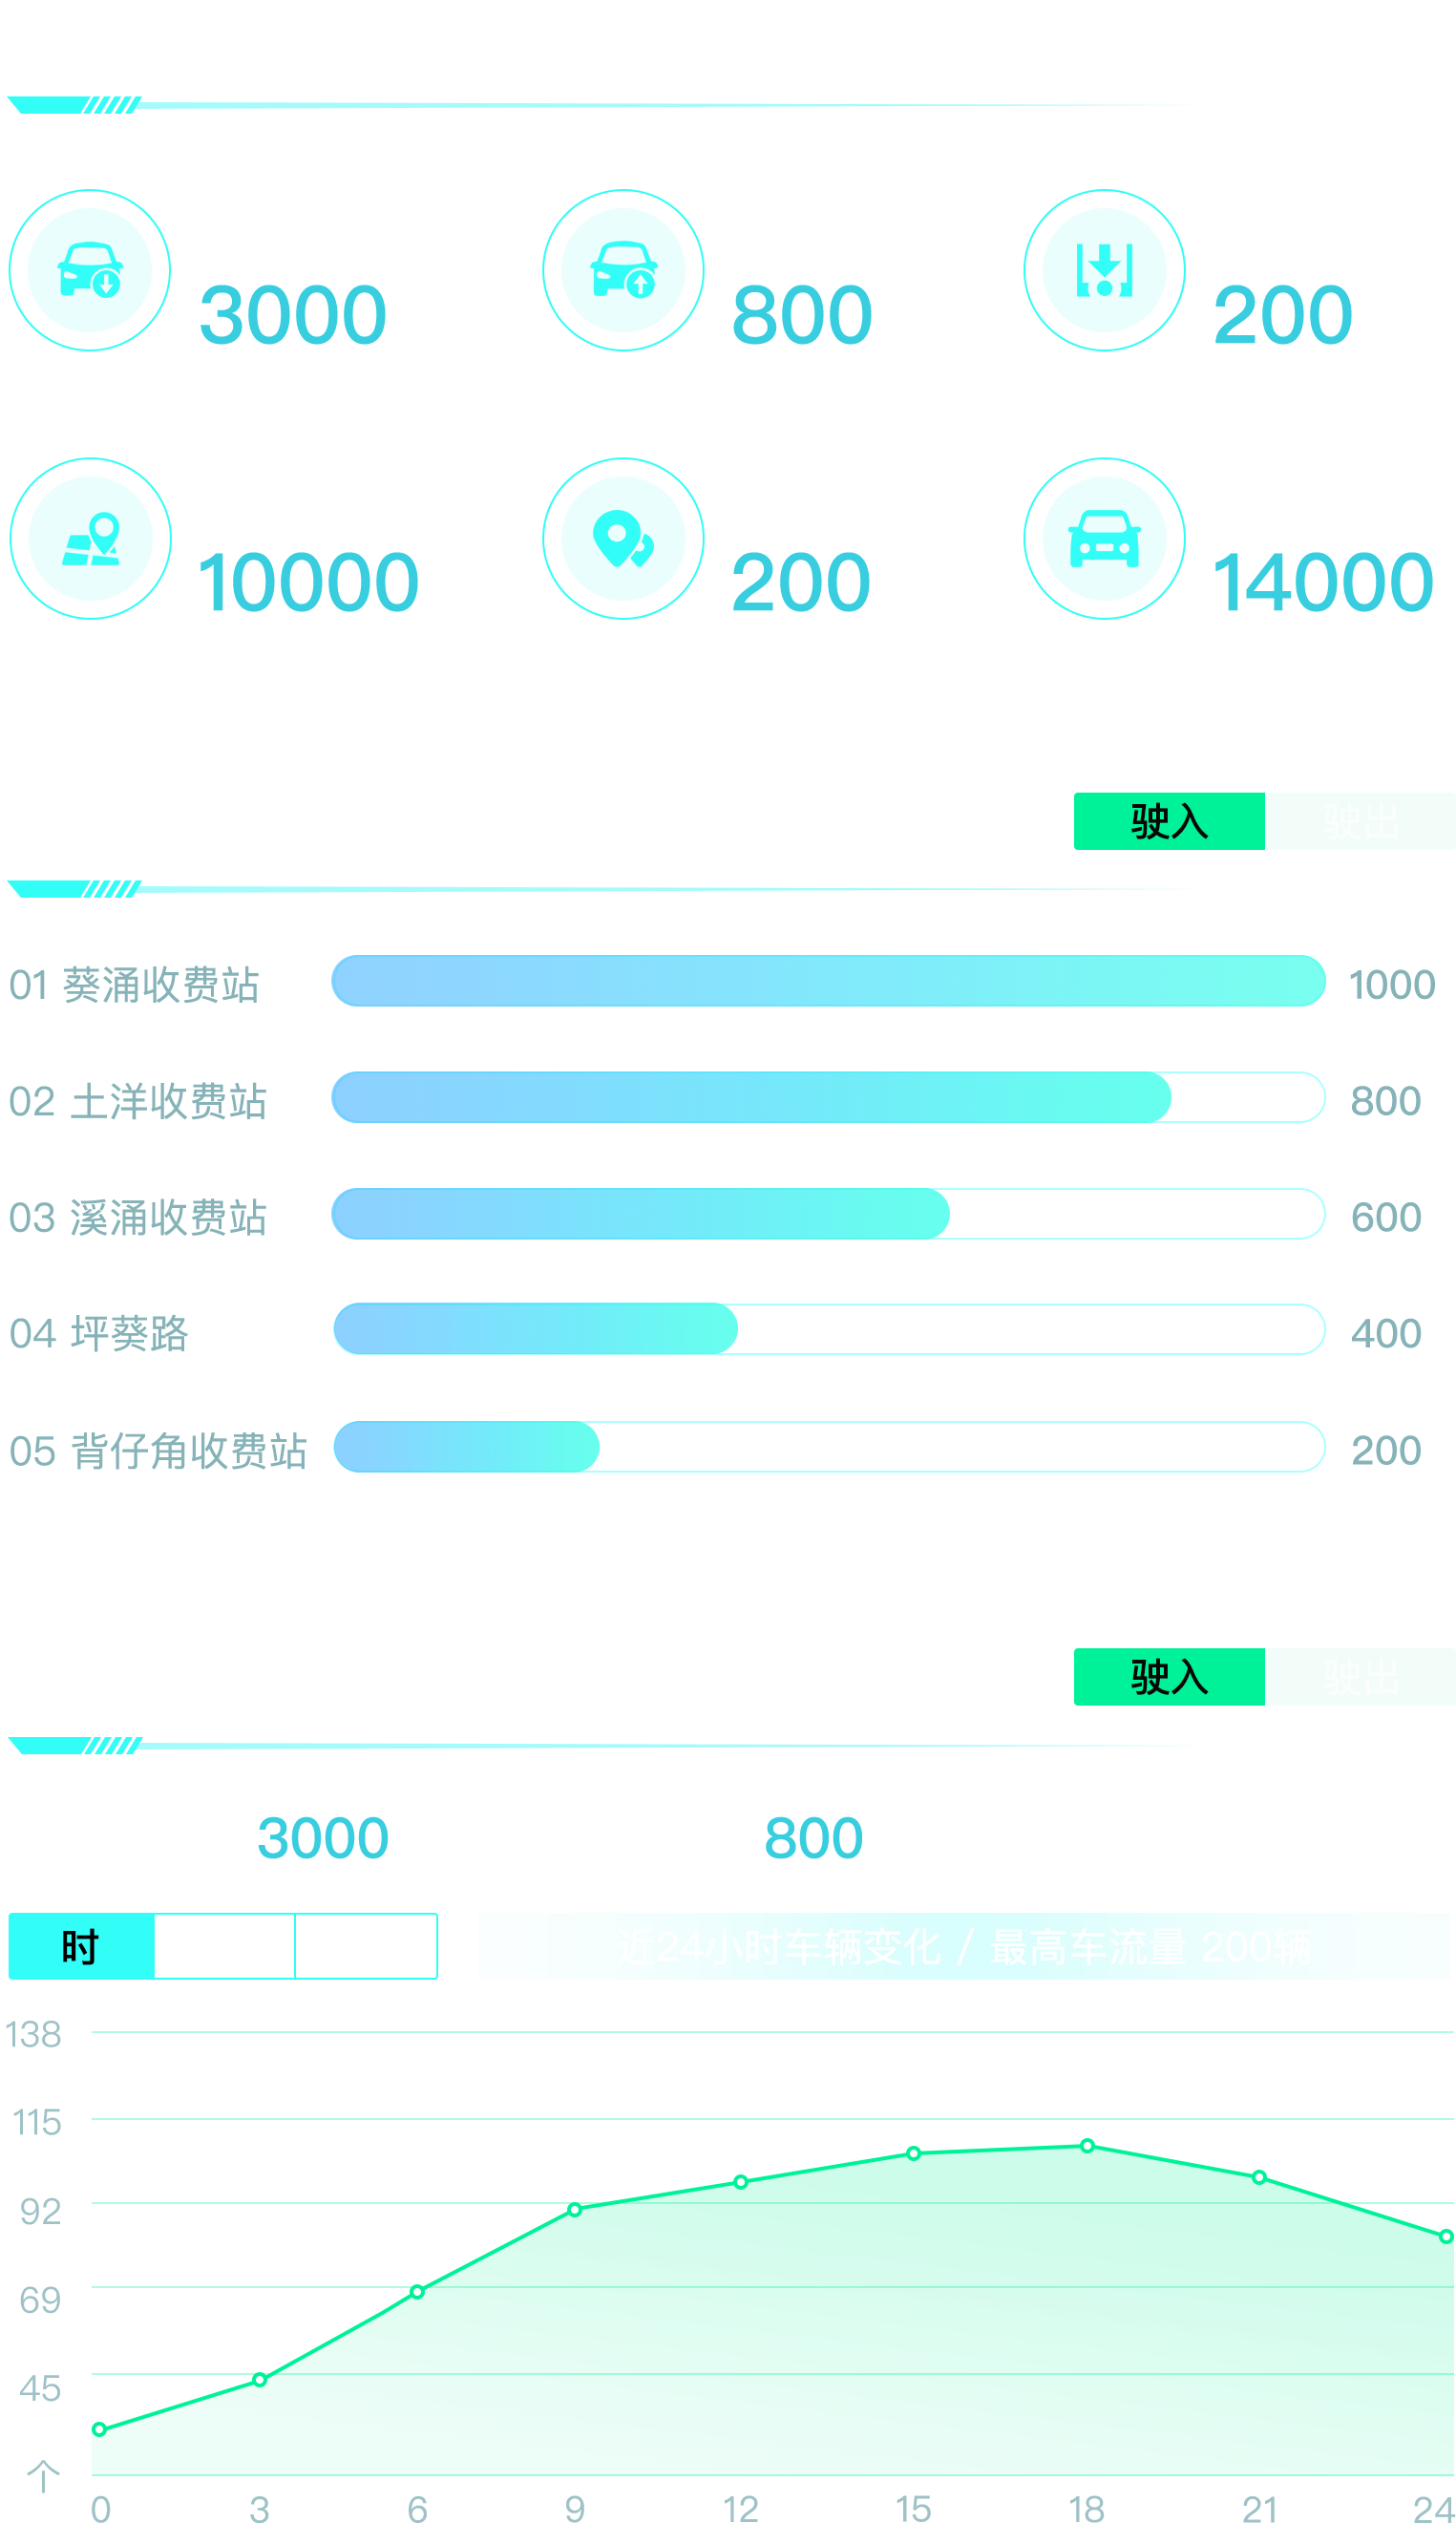 3000 800 200
10000 200 14000
驶入 驶出
01 葵涌收费站 1000
02 土洋收费站 800
03 溪涌收费站 600
04 坪葵路 400
05 背仔角收费站 200
驶入 驶出
3000 800
时 近24小时车辆变化 / 最高车流量 200辆
138
115
92
69
45
个
0 3 6 9 12 15 18 21 24